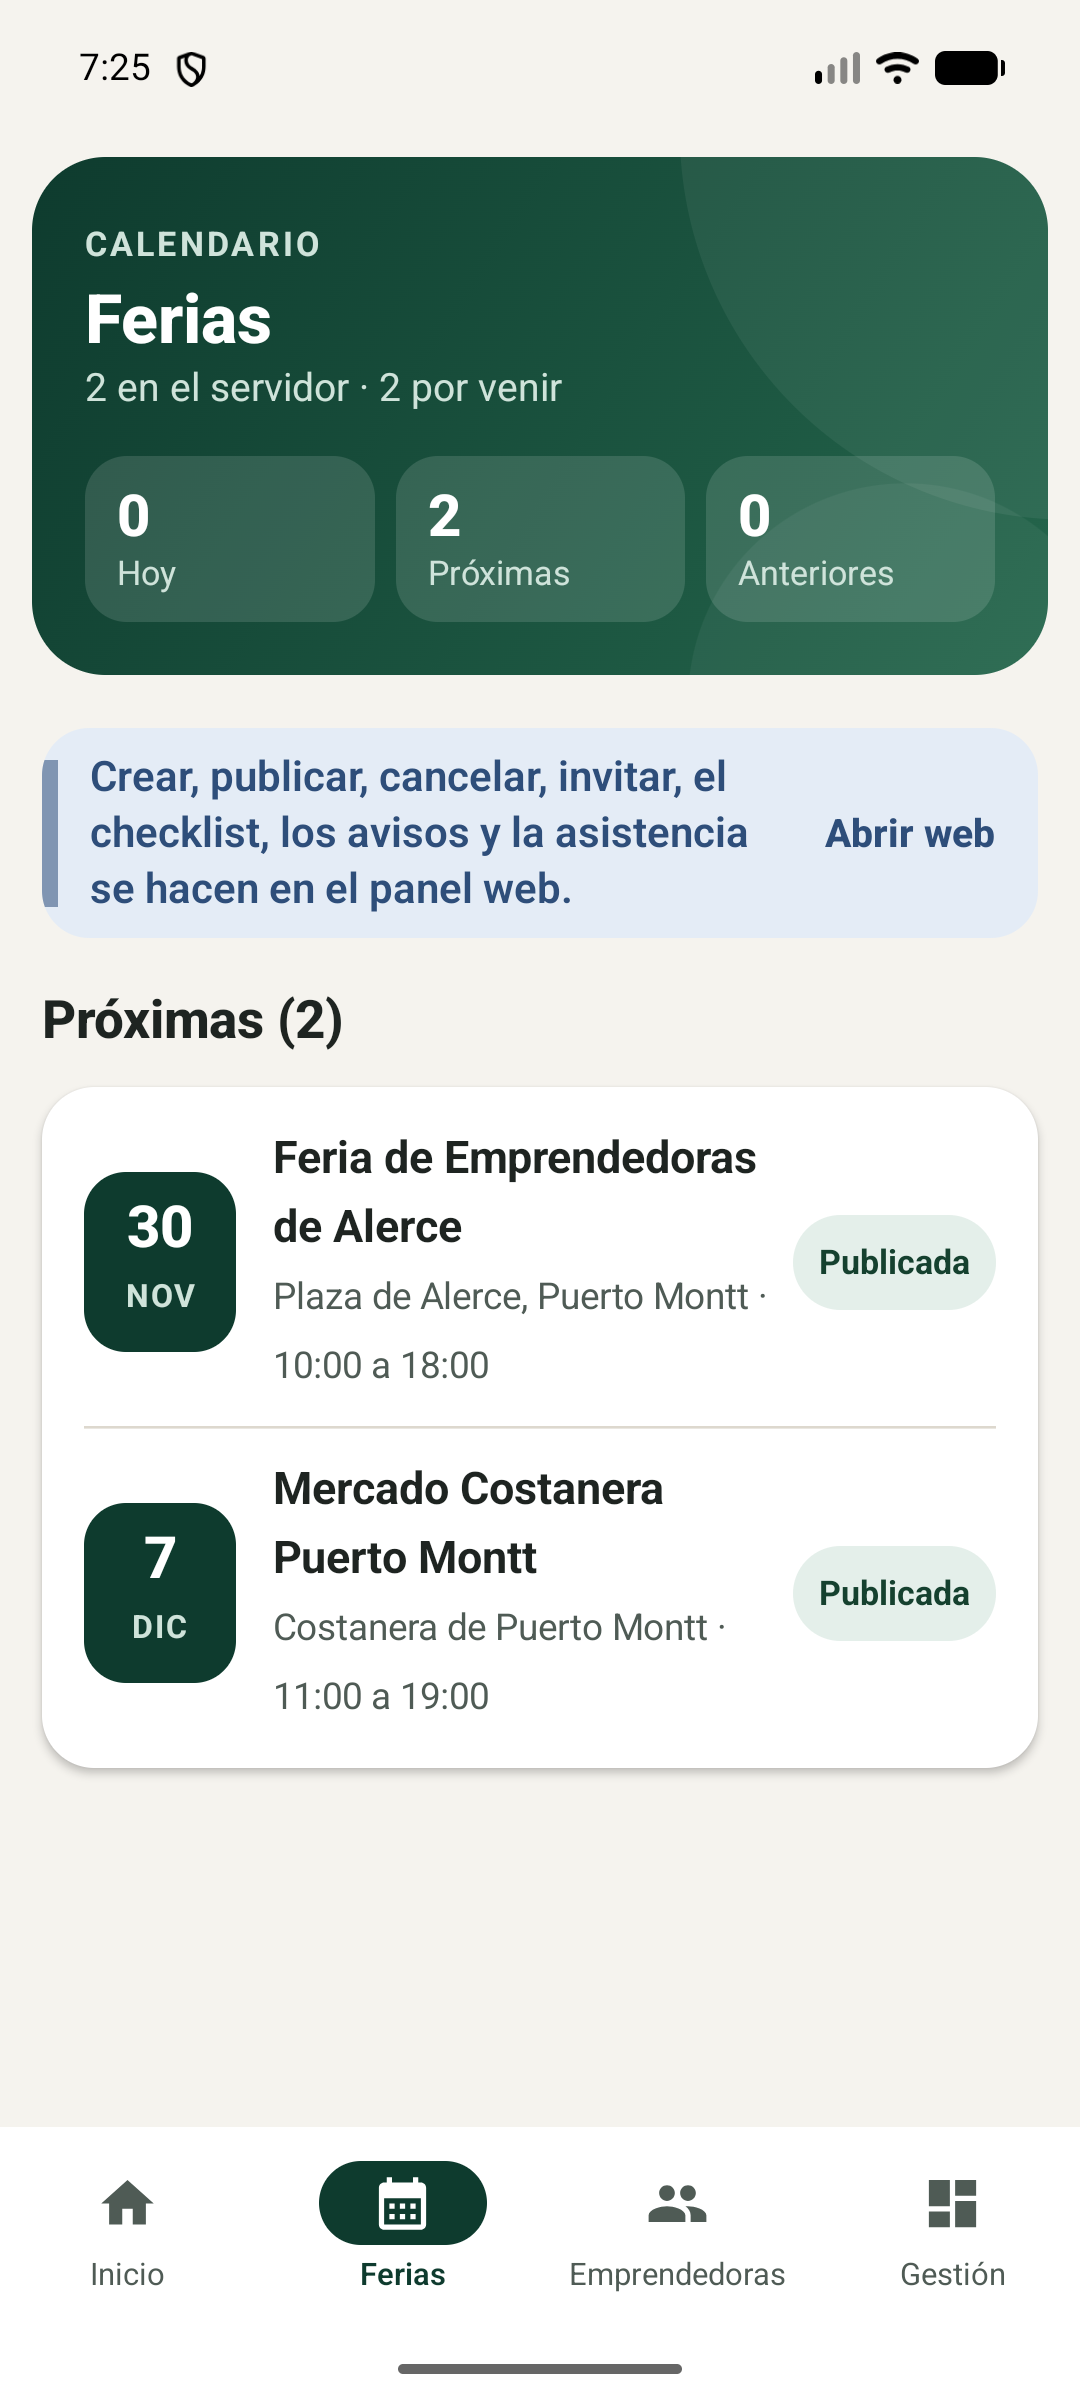 7:25
CALENDARIO
Ferias
2 en el servidor · 2 por venir
0
Hoy
2
Próximas
0
Anteriores
Crear, publicar, cancelar, invitar, el
checklist, los avisos y la asistencia
se hacen en el panel web.
Abrir web
Próximas (2)
30
NOV
Feria de Emprendedoras
de Alerce
Plaza de Alerce, Puerto Montt ·
10:00 a 18:00
Publicada
7
DIC
Mercado Costanera
Puerto Montt
Costanera de Puerto Montt ·
11:00 a 19:00
Publicada
Inicio
Ferias
Emprendedoras
Gestión